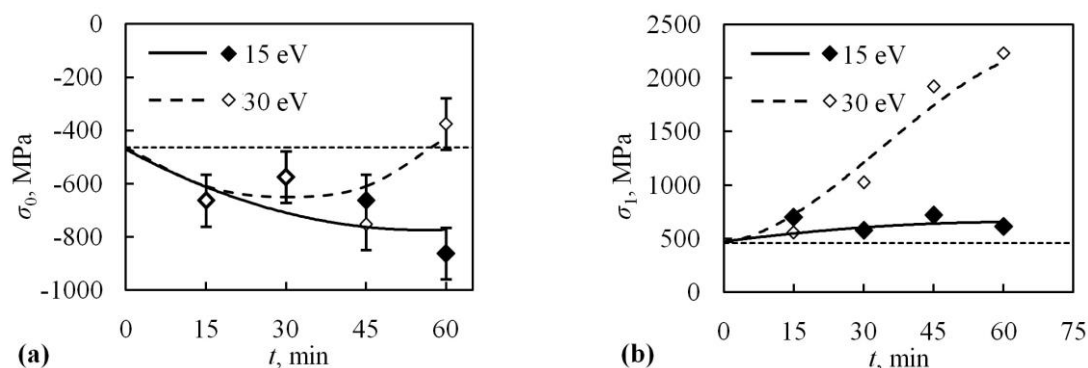 0
-200
-400
-600
-800
-1000
σ₀, MPa
15 eV
30 eV
0 15 30 45 60
t, min
(a)
2500
2000
1500
1000
500
0
σ₁, MPa
15 eV
30 eV
0 15 30 45 60 75
t, min
(b)